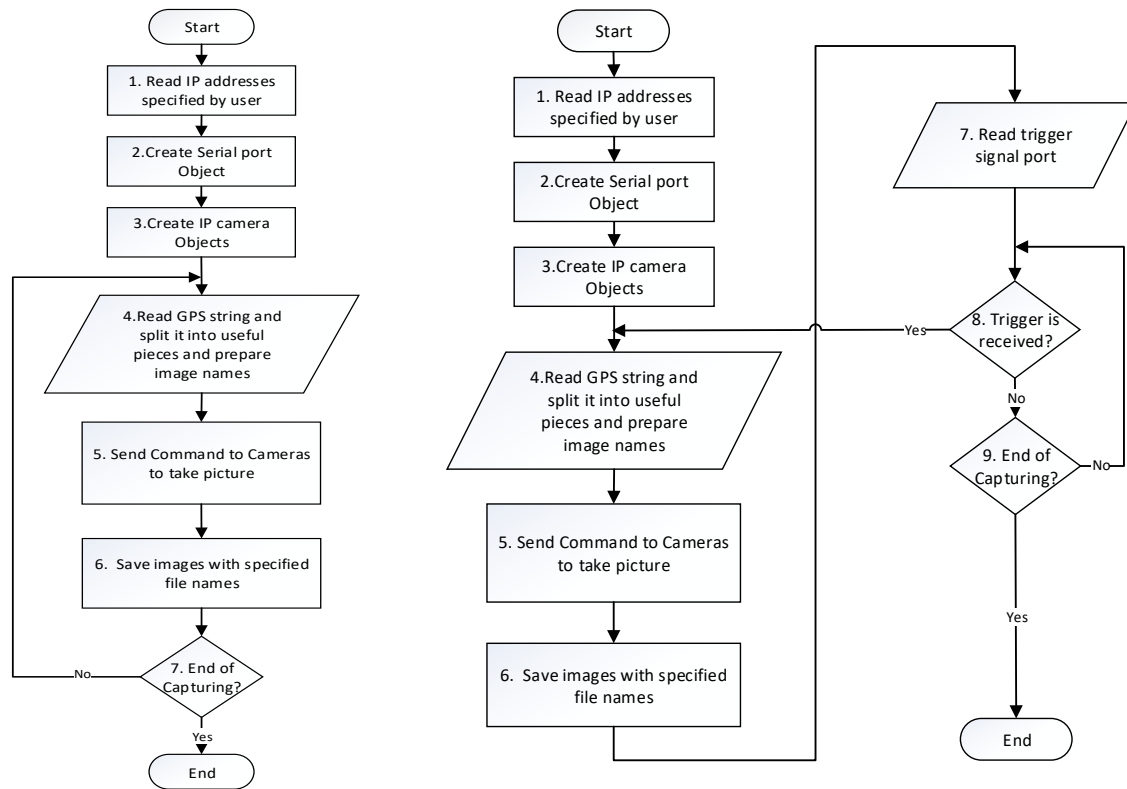 Start
1. Read IP addresses
specified by user
2.Create Serial port
Object
3.Create IP camera
Objects
4.Read GPS string and
split it into useful
pieces and prepare
image names
5. Send Command to Cameras
to take picture
6. Save images with specified
file names
7. End of
Capturing?
No
Yes
End
Start
1. Read IP addresses
specified by user
2.Create Serial port
Object
3.Create IP camera
Objects
4.Read GPS string and
split it into useful
pieces and prepare
image names
5. Send Command to Cameras
to take picture
6. Save images with specified
file names
7. Read trigger
signal port
8. Trigger is
received?
Yes
No
9. End of
Capturing?
No
Yes
End